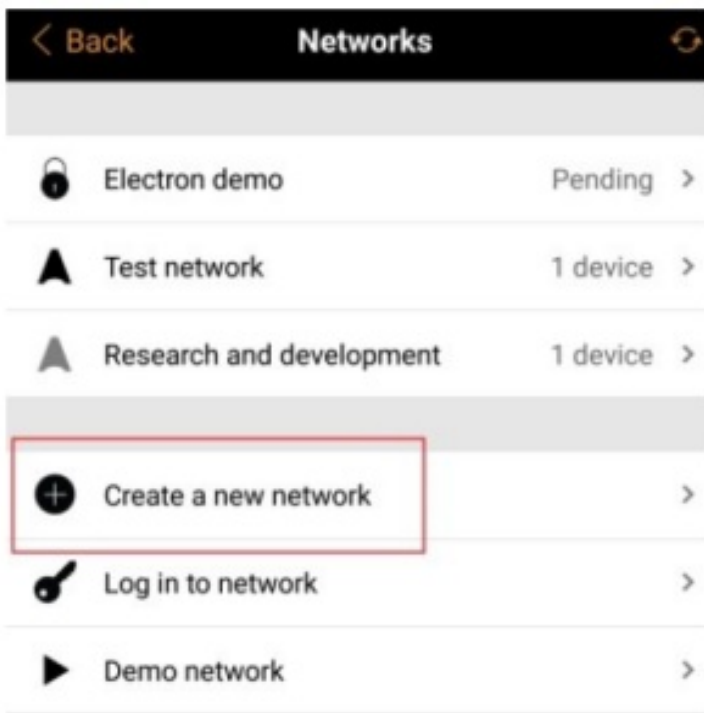 Back Networks
Electron demo Pending
Test network 1 device
Research and development 1 device
Create a new network
Log in to network
Demo network